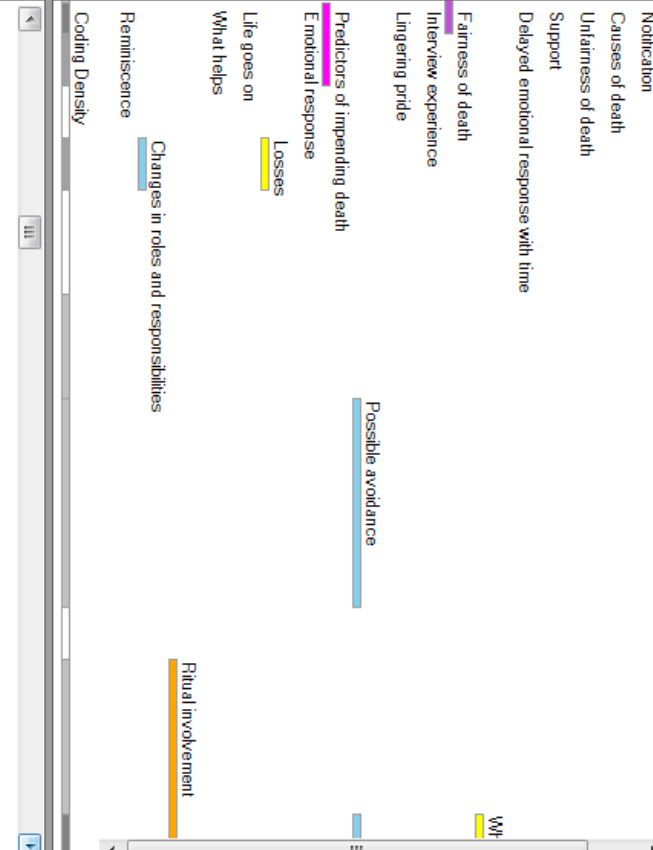 Coding Density
Reminiscence
Changes in roles and responsibilities
Ritual involvement
What helps
Life goes on
Losses
Emotional response
Predictors of impending death
Possible avoidance
Lingering pride
Interview experience
Fairness of death
Delayed emotional response with time
Support
Unfairness of death
Causes of death
Notification